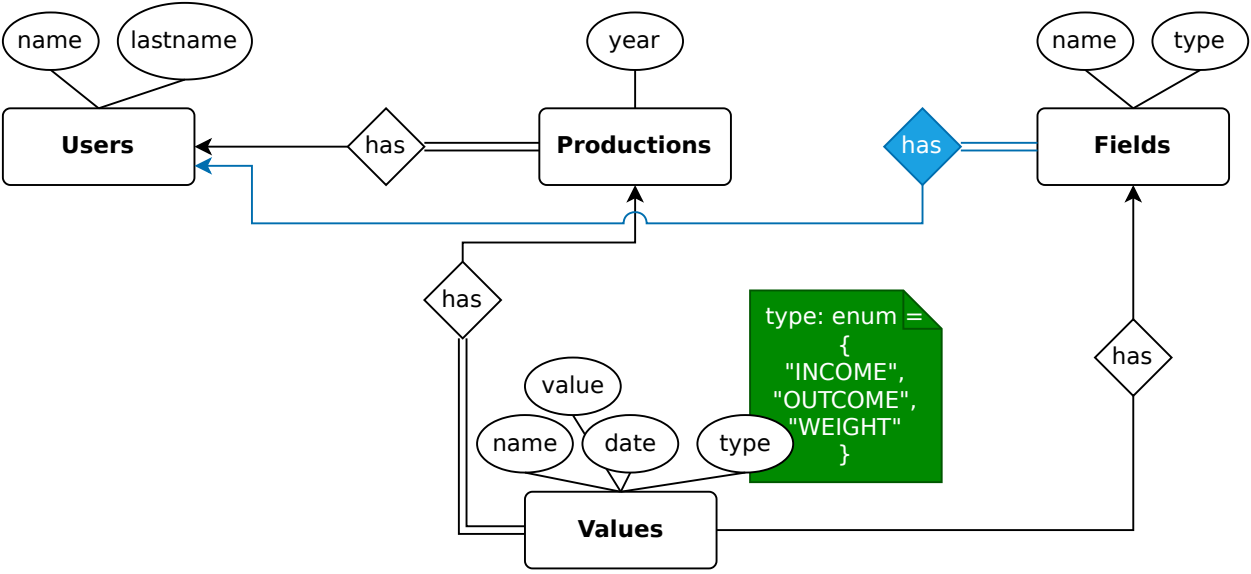 name
lastname
year
name
type
Users
has
Productions
has
Fields
has
type: enum =
{
"INCOME",
"OUTCOME",
"WEIGHT"
}
has
value
name
date
type
Values